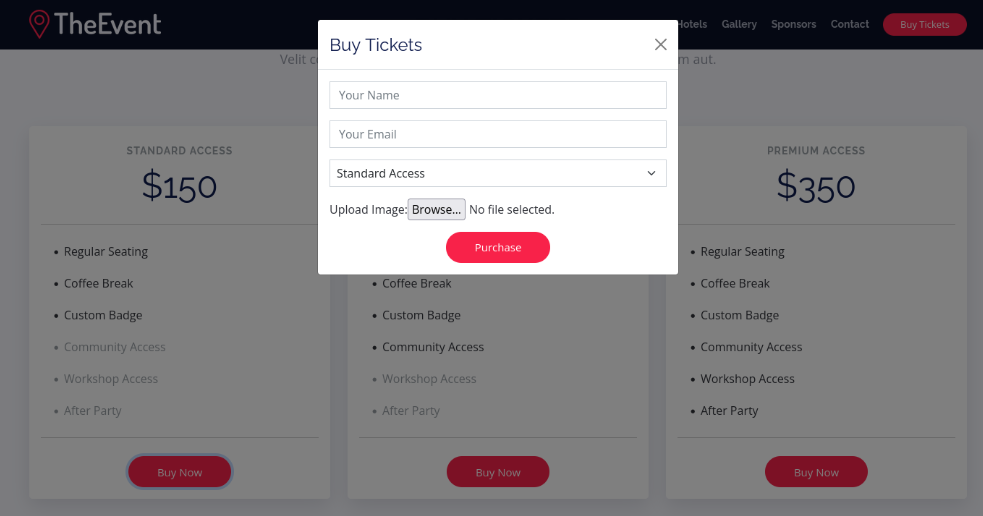 TheEvent
Hotels
Gallery
Sponsors
Contact
Buy Tickets
Buy Tickets
Velit c
m aut.
Your Name
Your Email
Standard Access
Upload Image: Browse... No file selected.
Purchase
STANDARD ACCESS
$150
Regular Seating
Coffee Break
Custom Badge
Community Access
Workshop Access
After Party
Buy Now
Coffee Break
Custom Badge
Community Access
Workshop Access
After Party
Buy Now
PREMIUM ACCESS
$350
Regular Seating
Coffee Break
Custom Badge
Community Access
Workshop Access
After Party
Buy Now